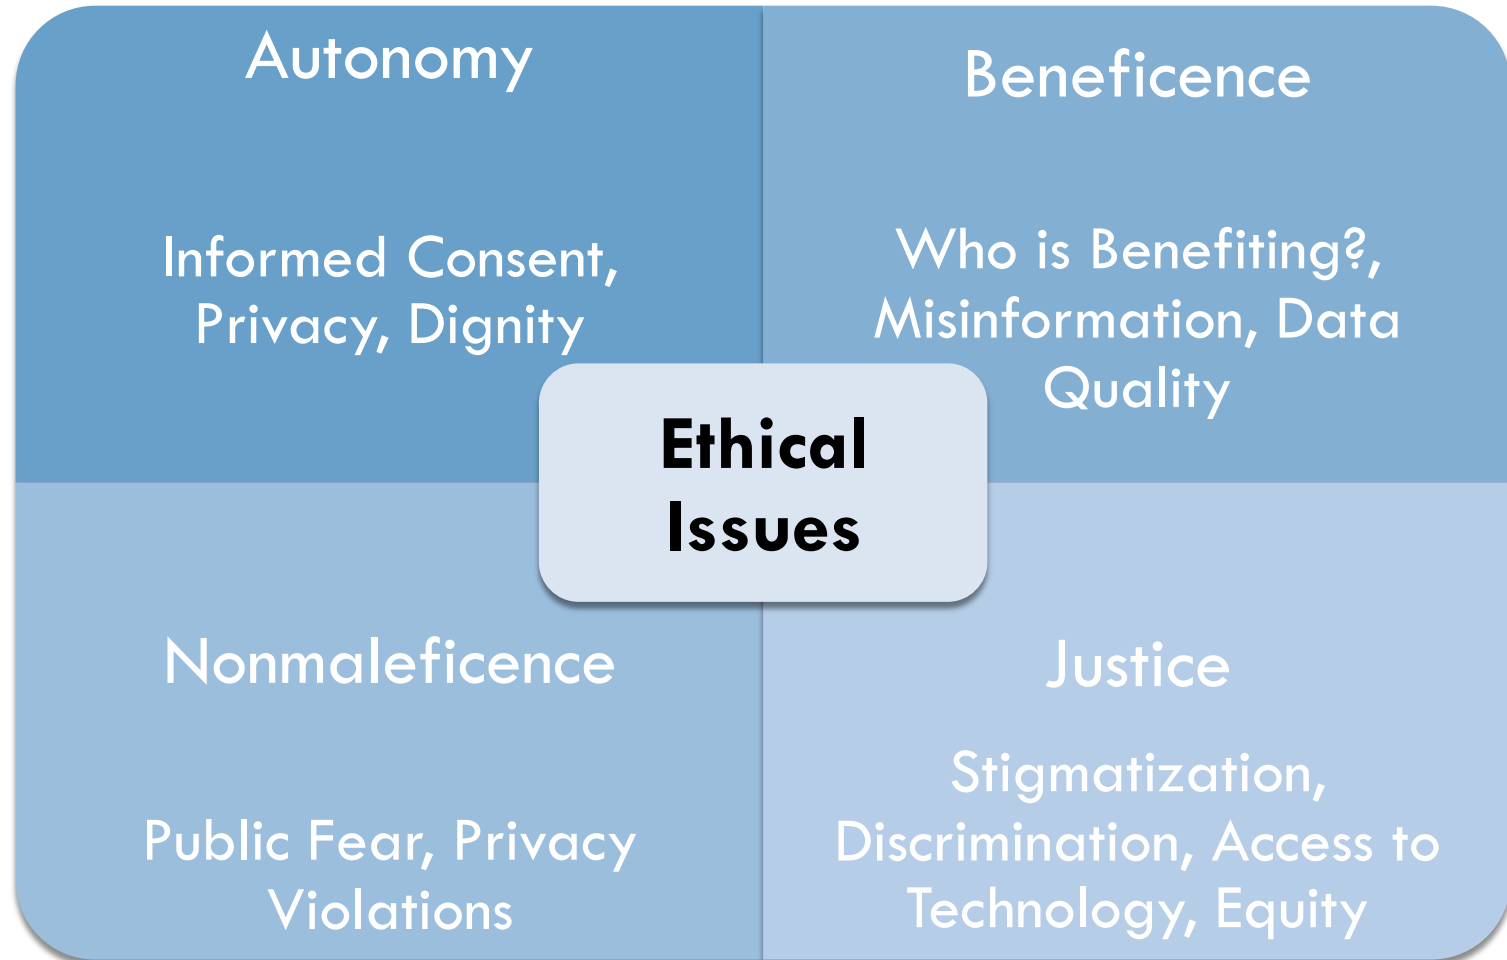 Autonomy
Informed Consent,
Privacy, Dignity
Beneficence
Who is Benefiting?,
Misinformation, Data
Quality
Ethical
Issues
Nonmaleficence
Public Fear, Privacy
Violations
Justice
Stigmatization,
Discrimination, Access to
Technology, Equity